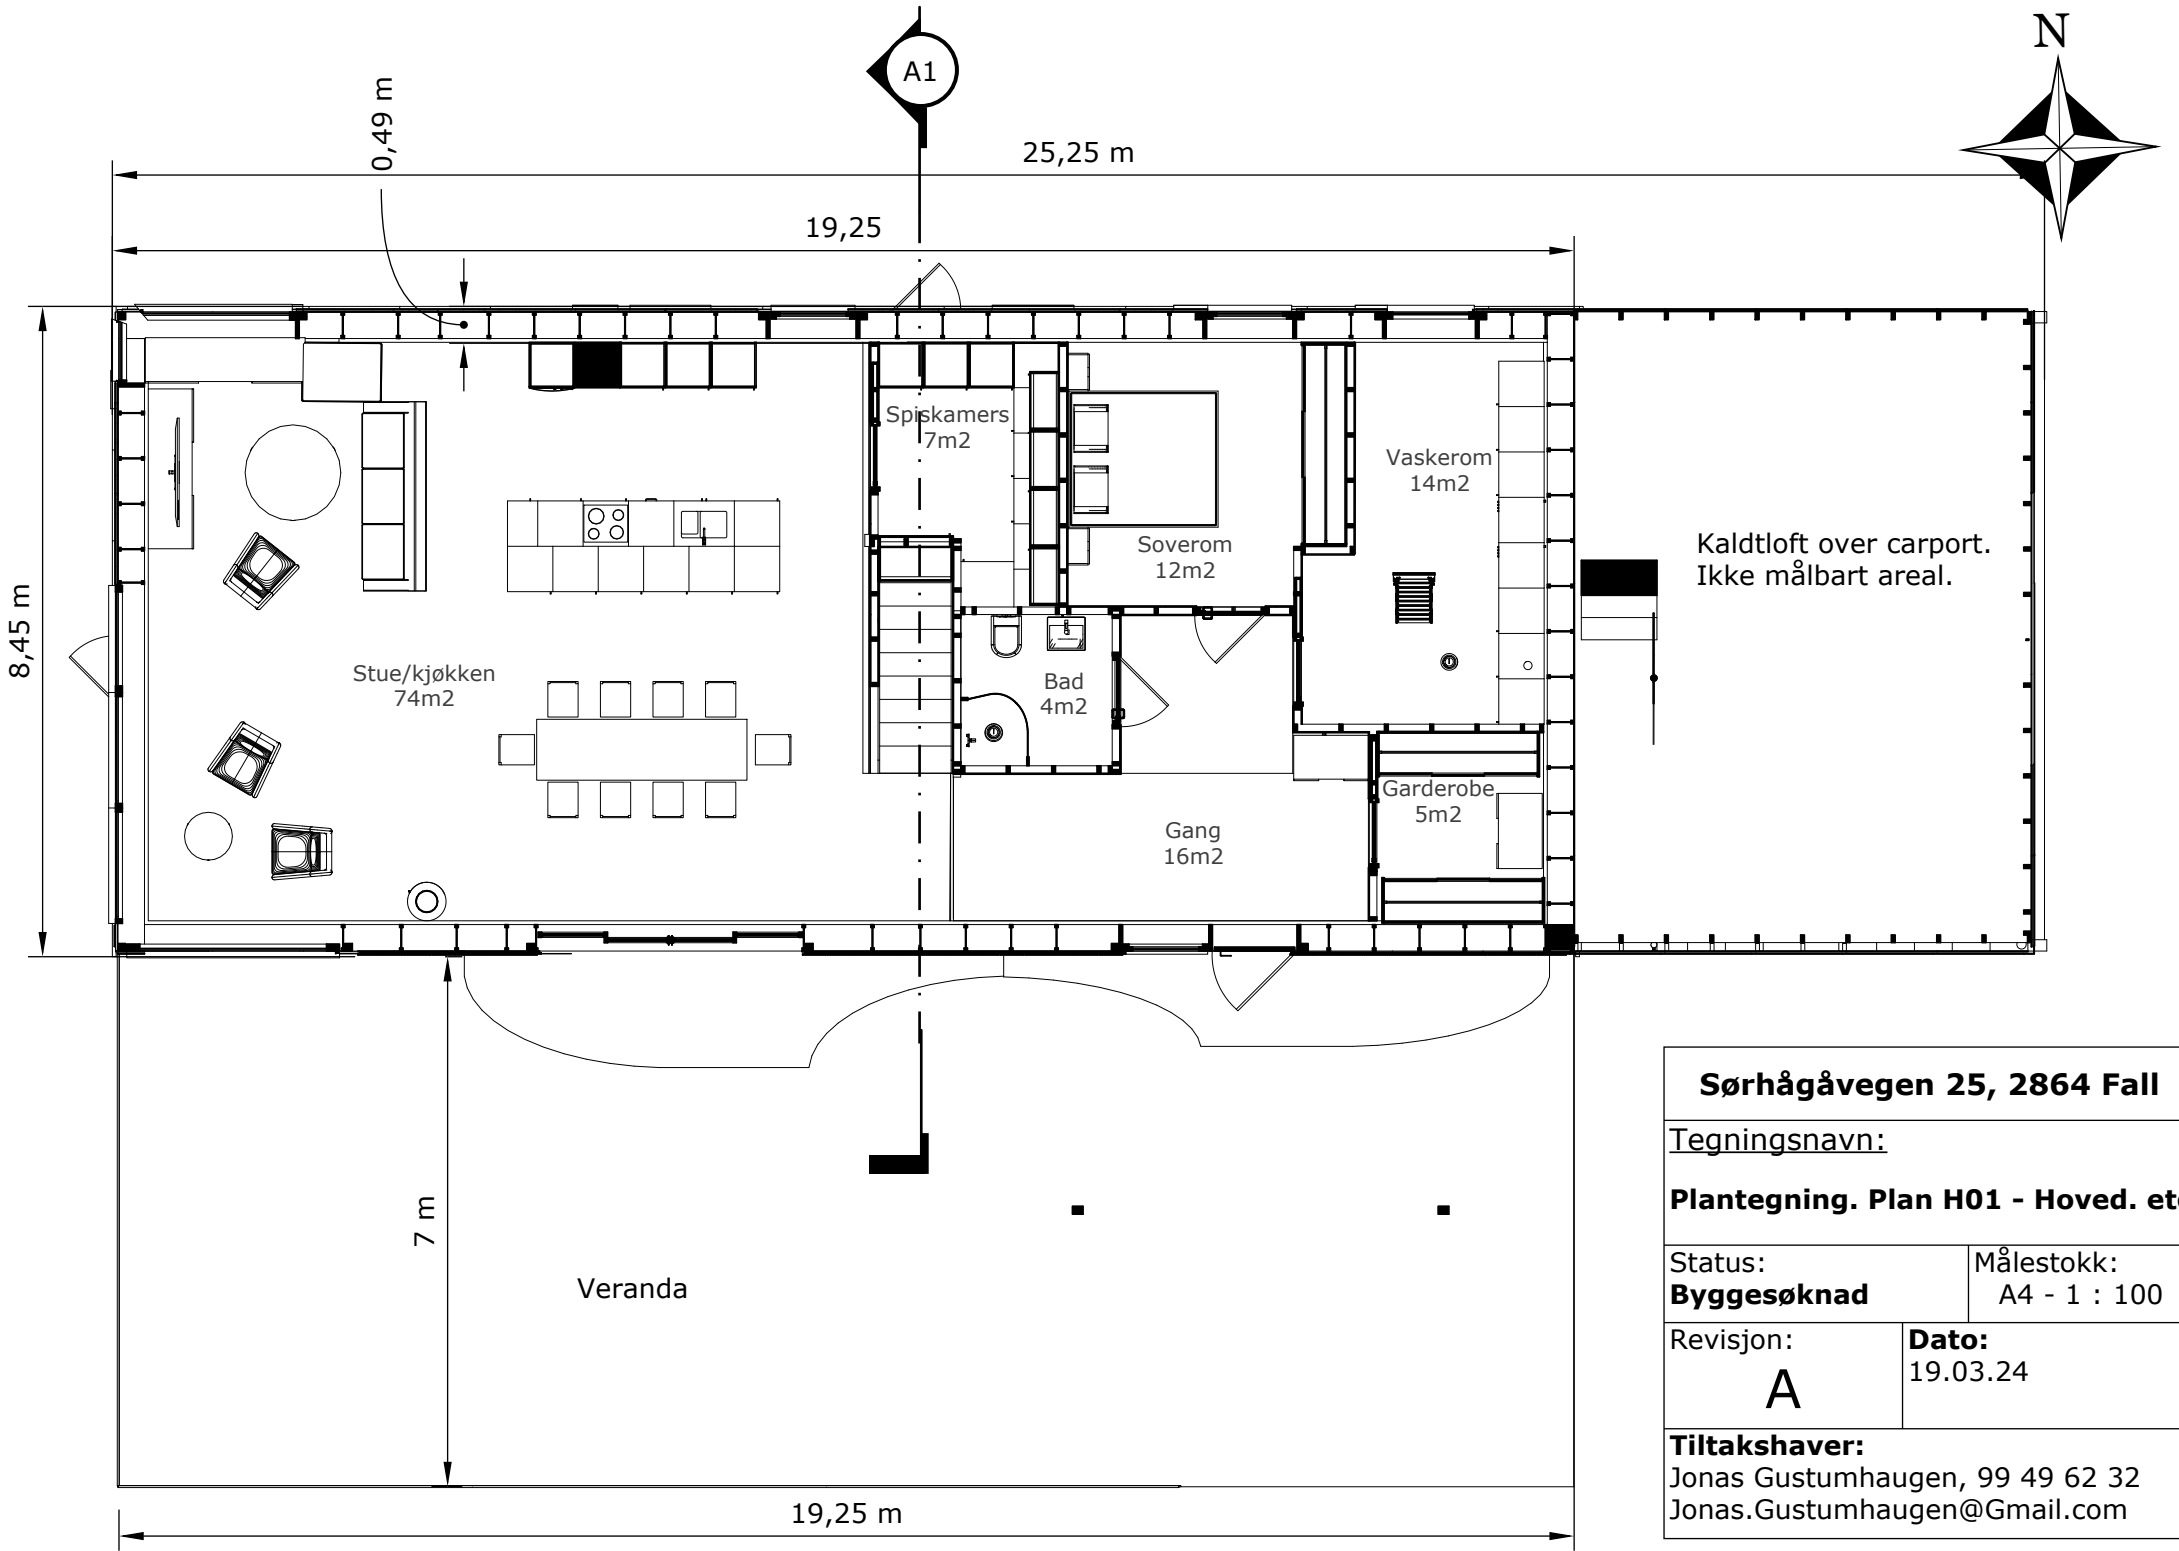 N
A1
0,49 m
25,25 m
19,25
8,45 m
Spiskamers
7m2
Vaskerom
14m2
Soverom
12m2
Kaldtloft over carport.
Ikke målbart areal.
Stue/kjøkken
74m2
Bad
4m2
Garderobe
5m2
Gang
16m2
7 m
Veranda
19,25 m
Sørhågåvegen 25, 2864 Fall
Tegningsnavn:
Plantegning. Plan H01 - Hoved. et
Status:
Byggesøknad
Målestokk:
A4 - 1 : 100
Revisjon:
A
Dato:
19.03.24
Tiltakshaver:
Jonas Gustumhaugen, 99 49 62 32
Jonas.Gustumhaugen@Gmail.com